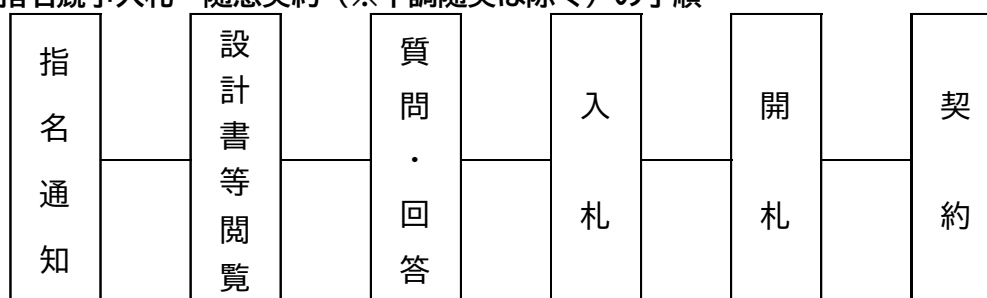 指名競争入札・随意契約（※不調随契は除く）の手順
指名通知
設計書等閲覧
質問・回答
入札
開札
契約